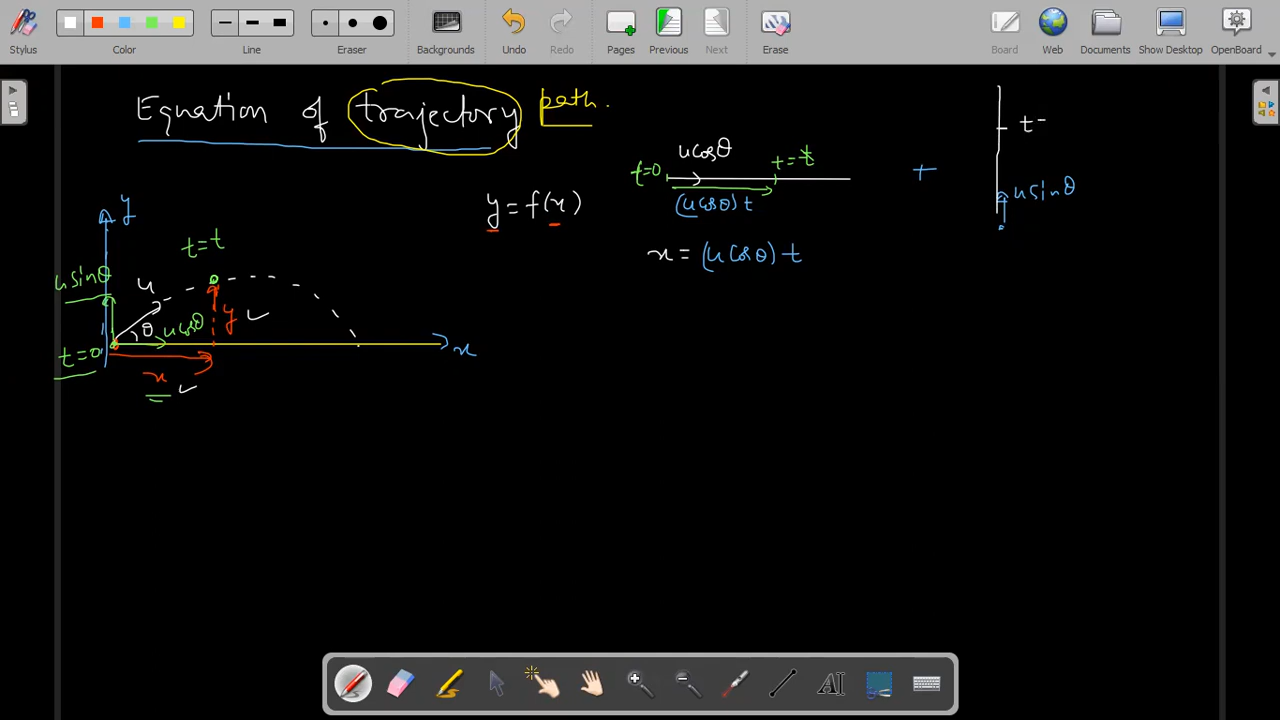 Stylus Color Line Eraser Backgrounds Undo Redo Pages Previous Next Erase Board Web Documents Show Desktop OpenBoard
Equation of trajectory path.
y = f(x)
y
t=t
u sinθ
u
θ
u cosθ
y
t=0
x
x
u cosθ
t=0
t=t
(u cosθ) t
x = (u cosθ) t
+
t-
u sinθ
AI